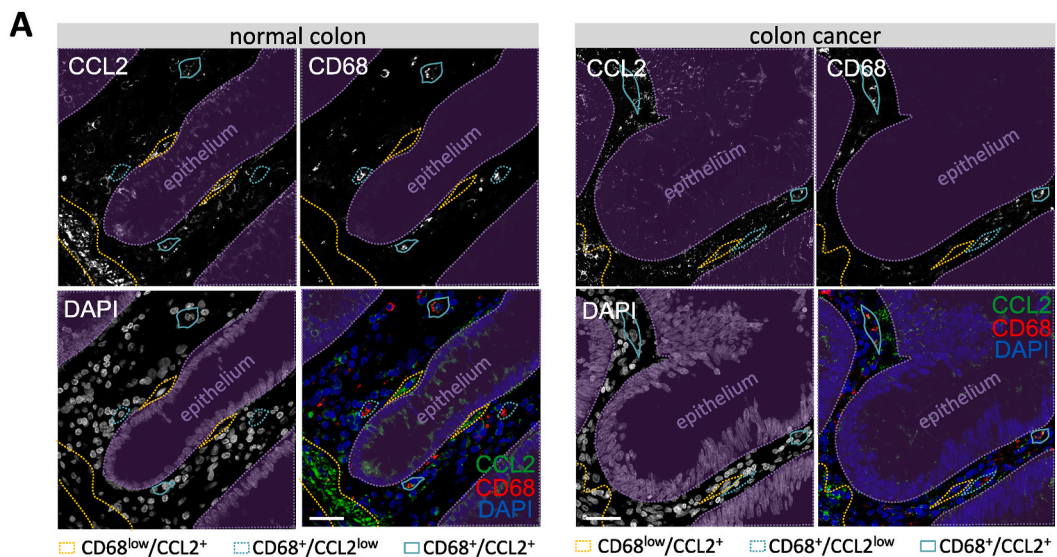 A
normal colon
colon cancer
CCL2
CD68
CCL2
CD68
epithelium
epithelium
epithelium
epithelium
DAPI
DAPI
CCL2
CD68
DAPI
epithelium
epithelium
epithelium
epithelium
CCL2
CD68
DAPI
CD68low/CCL2+
CD68+/CCL2low
CD68+/CCL2+
CD68low/CCL2+
CD68+/CCL2low
CD68+/CCL2+